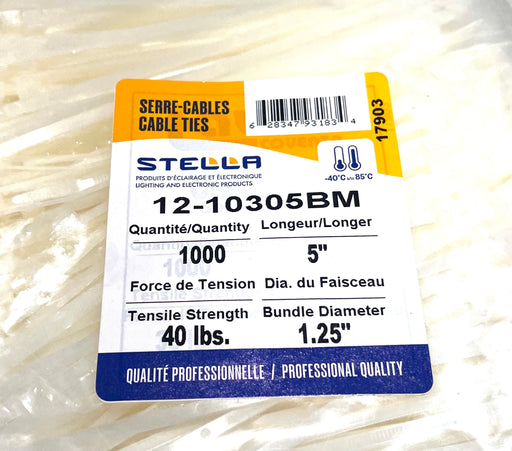 SERRE-CABLES
CABLE TIES
6 28347 93183 4
17903
STELLA
PRODUITS D'ÉCLAIRAGE ET ÉLECTRONIQUE
LIGHTING AND ELECTRONIC PRODUCTS
-40°C to 85°C
12-10305BM
Quantité/Quantity Longeur/Longer
1000 5"
Force de Tension Dia. du Faisceau
Tensile Strength Bundle Diameter
40 lbs. 1.25"
QUALITÉ PROFESSIONNELLE / PROFESSIONAL QUALITY